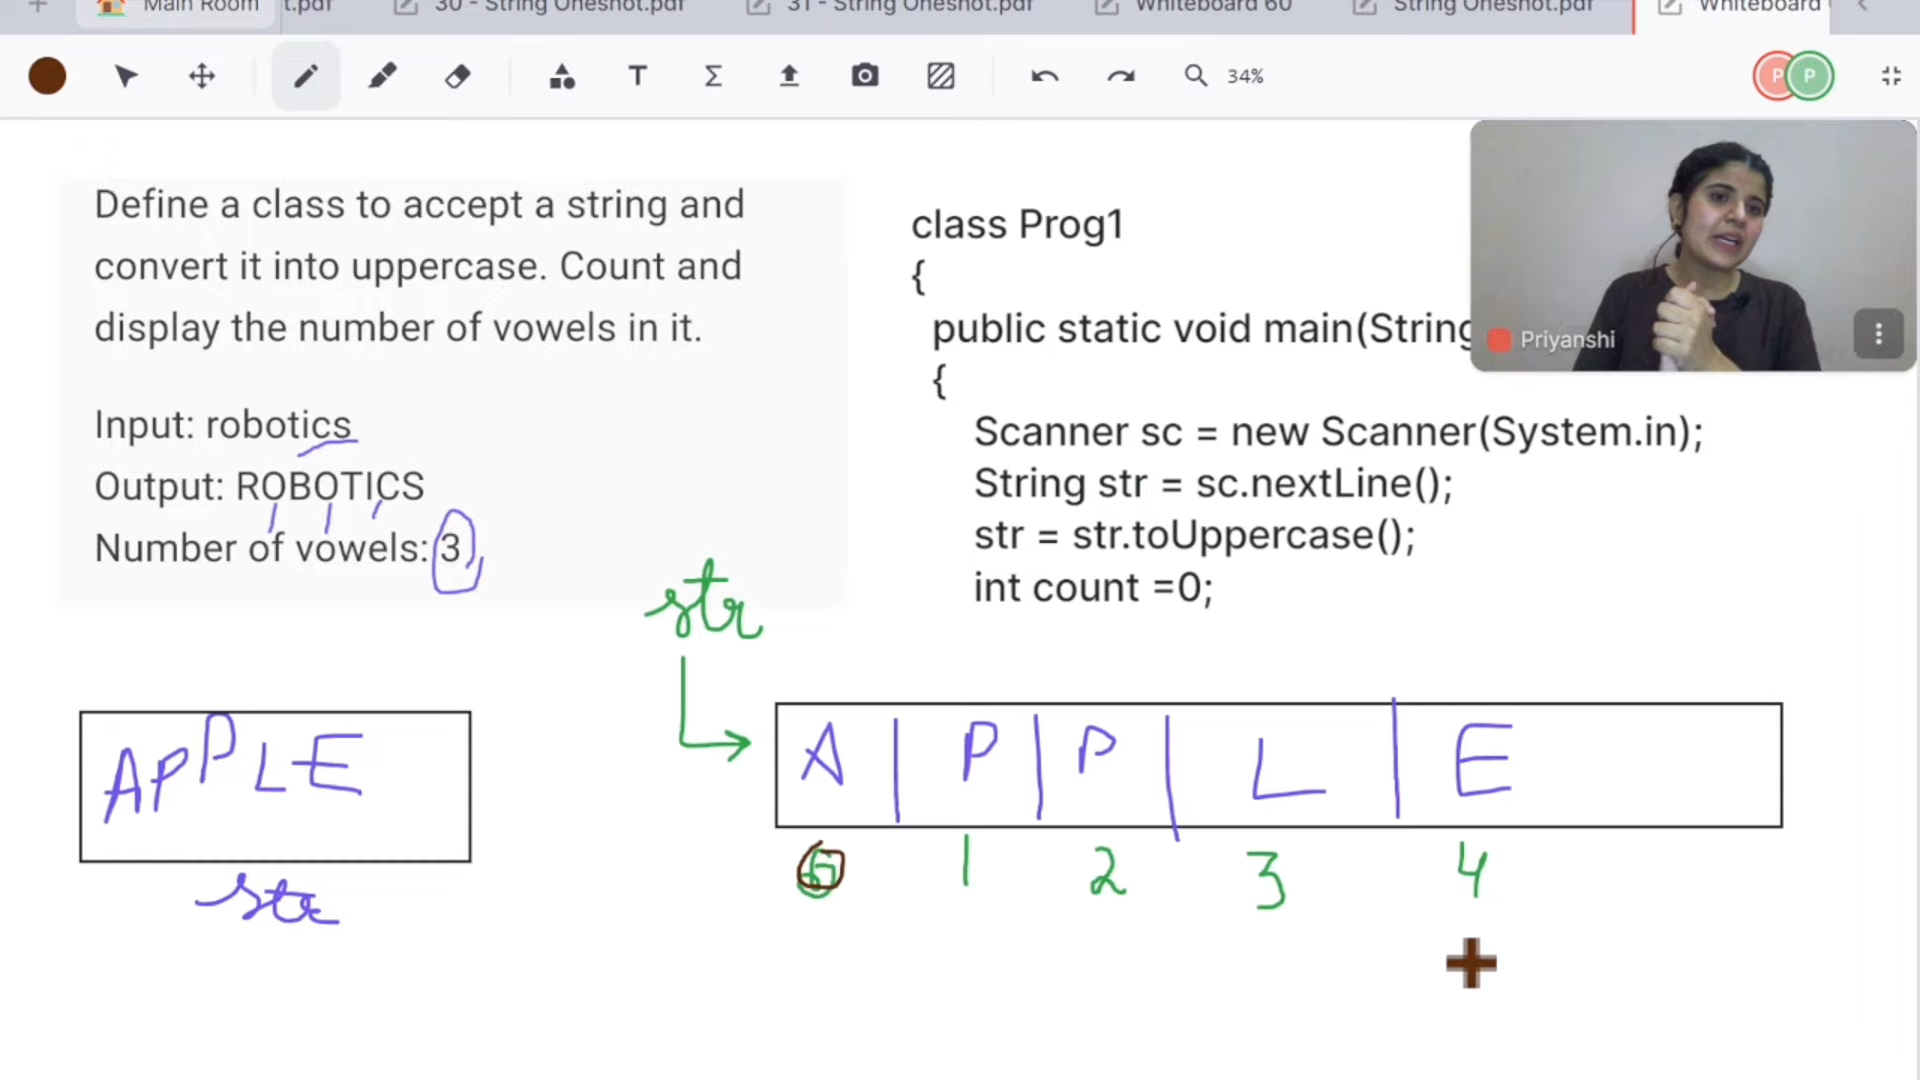 Main Room
t.pdf
30 - String Oneshot.pdf
31 - String Oneshot.pdf
Whiteboard 60
String Oneshot.pdf
Whiteboard
34%
P P
Define a class to accept a string and
convert it into uppercase. Count and
display the number of vowels in it.
Input: robotics
Output: ROBOTICS
Number of vowels: 3
class Prog1
{
public static void main(String
{
Scanner sc = new Scanner(System.in);
String str = sc.nextLine();
str = str.toUppercase();
int count =0;
Priyanshi
str
APPLE
str
A | P | P | L | E
1 2 3 4